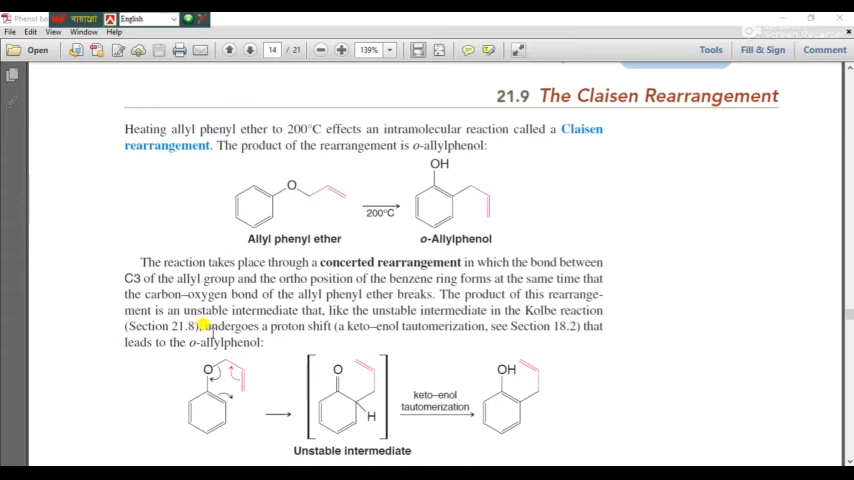 Phenol bo
বায়ান্নো
English
File Edit View Window Help
Open
14 / 21
139%
Tools Fill & Sign Comment
21.9 The Claisen Rearrangement
Heating allyl phenyl ether to 200°C effects an intramolecular reaction called a Claisen
rearrangement. The product of the rearrangement is o-allylphenol:
OH
O
200°C
Allyl phenyl ether
o-Allylphenol
The reaction takes place through a concerted rearrangement in which the bond between
C3 of the allyl group and the ortho position of the benzene ring forms at the same time that
the carbon–oxygen bond of the allyl phenyl ether breaks. The product of this rearrange-
ment is an unstable intermediate that, like the unstable intermediate in the Kolbe reaction
(Section 21.8), undergoes a proton shift (a keto–enol tautomerization, see Section 18.2) that
leads to the o-allylphenol:
O O OH
keto–enol
tautomerization
H
Unstable intermediate